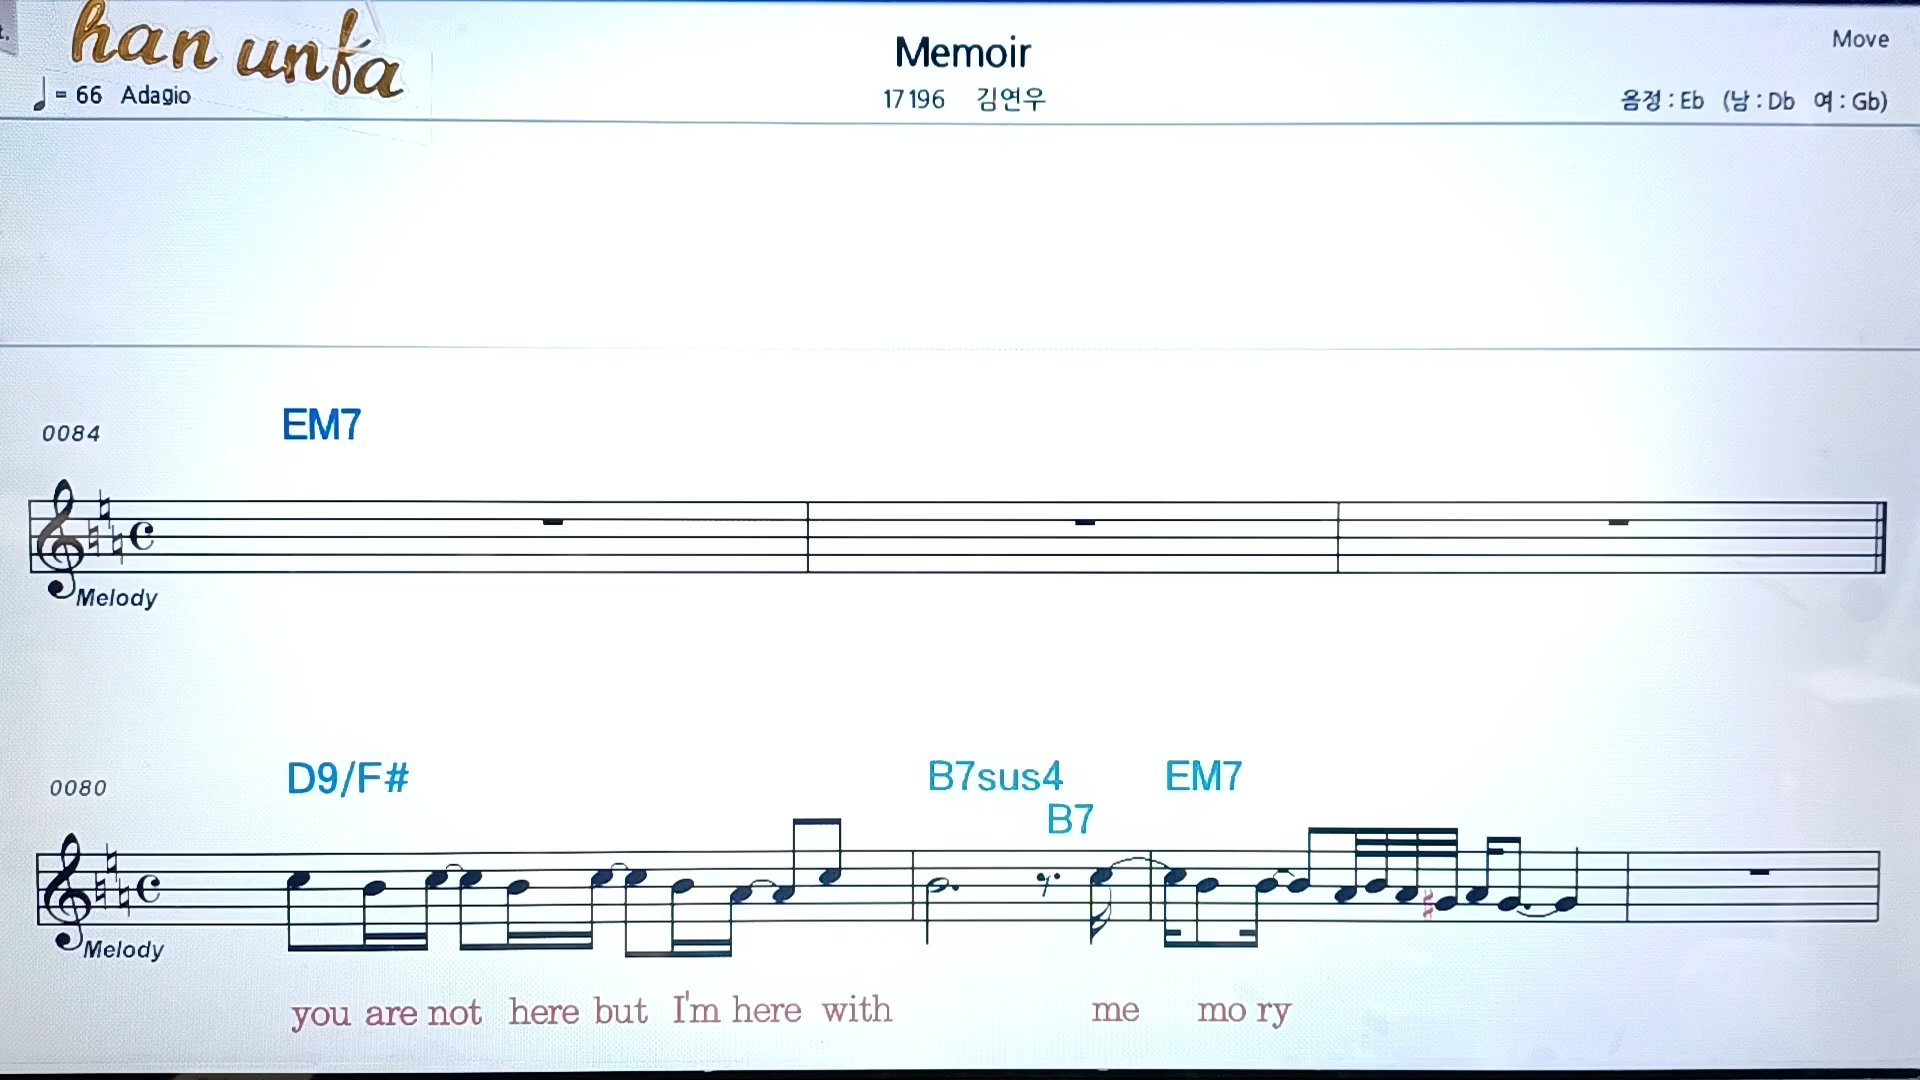 han unfa
Memoir
Move
♩ = 66 Adagio
17196 김연우
음정 : Eb (남 : Db 여 : Gb)
0084
EM7
Melody
0080
D9/F#
B7sus4
EM7
B7
Melody
you are not here but I'm here with me mo ry